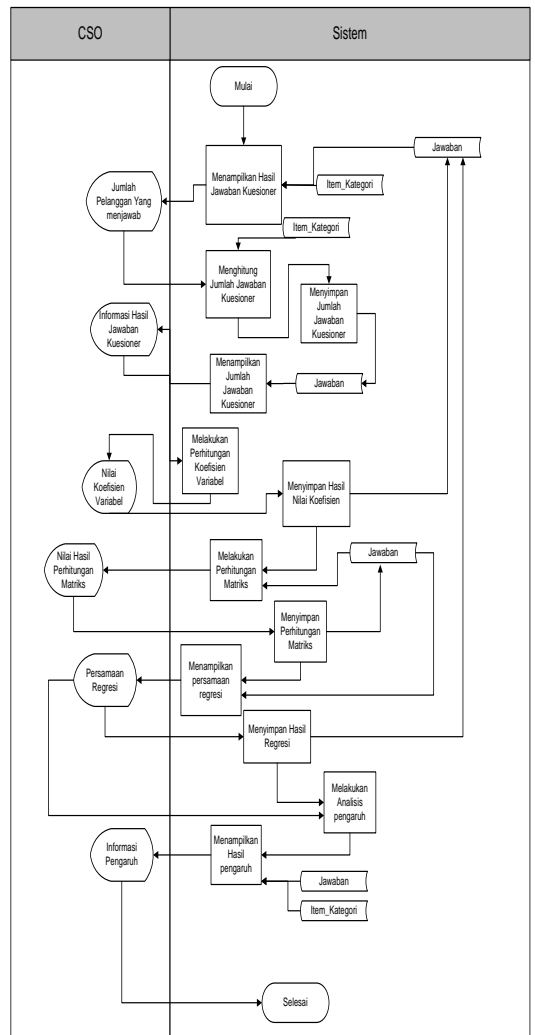 CSO
Sistem
Mulai
Jawaban
Menampilkan Hasil
Jawaban Kuesioner
Item_Kategori
Jumlah
Pelanggan Yang
menjawab
Item_Kategori
Menghitung
Jumlah Jawaban
Kuesioner
Menyimpan
Jumlah
Jawaban
Kuesioner
Informasi Hasil
Jawaban
Kuesioner
Menampilkan
Jumlah
Jawaban
Kuesioner
Jawaban
Melakukan
Perhitungan
Koefisien
Variabel
Nilai
Koefisien
Variabel
Menyimpan Hasil
Nilai Koefisien
Nilai Hasil
Perhitungan
Matriks
Melakukan
Perhitungan
Matriks
Jawaban
Menyimpan
Perhitungan
Matriks
Persamaan
Regresi
Menampilkan
persamaan
regresi
Menyimpan Hasil
Regresi
Melakukan
Analisis
pengaruh
Informasi
Pengaruh
Menampilkan
Hasil
pengaruh
Jawaban
Item_Kategori
Selesai